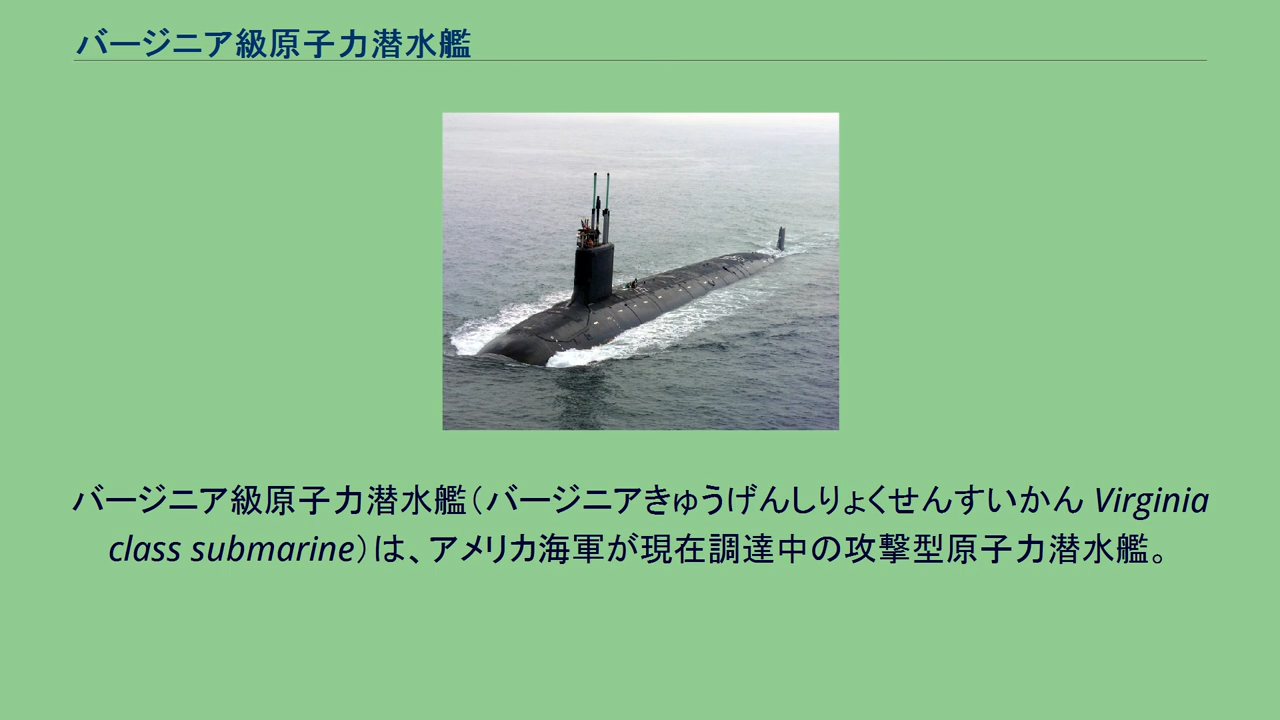 バージニア級原子力潜水艦
バージニア級原子力潜水艦（バージニアきゅうげんしりょくせんすいかん Virginia
class submarine）は、アメリカ海軍が現在調達中の攻撃型原子力潜水艦。